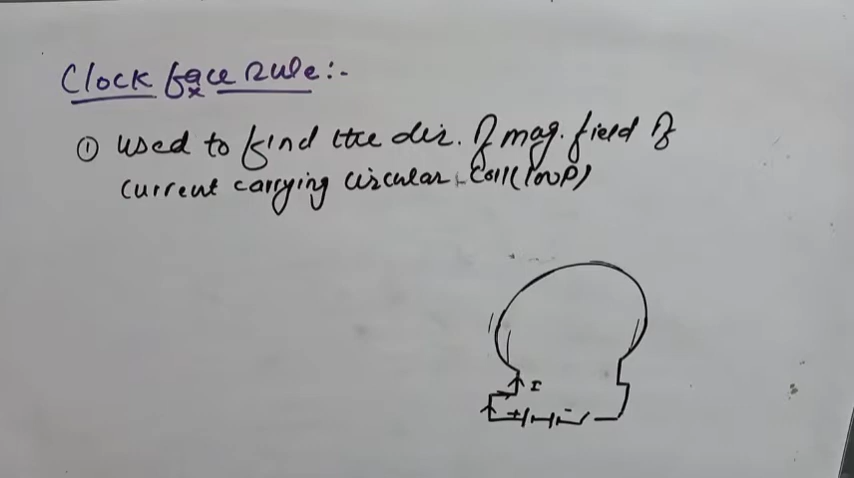 Clock face Rule:-
① used to find the dir. of mag. field of
current carrying circular coil (loop)
I
+ -